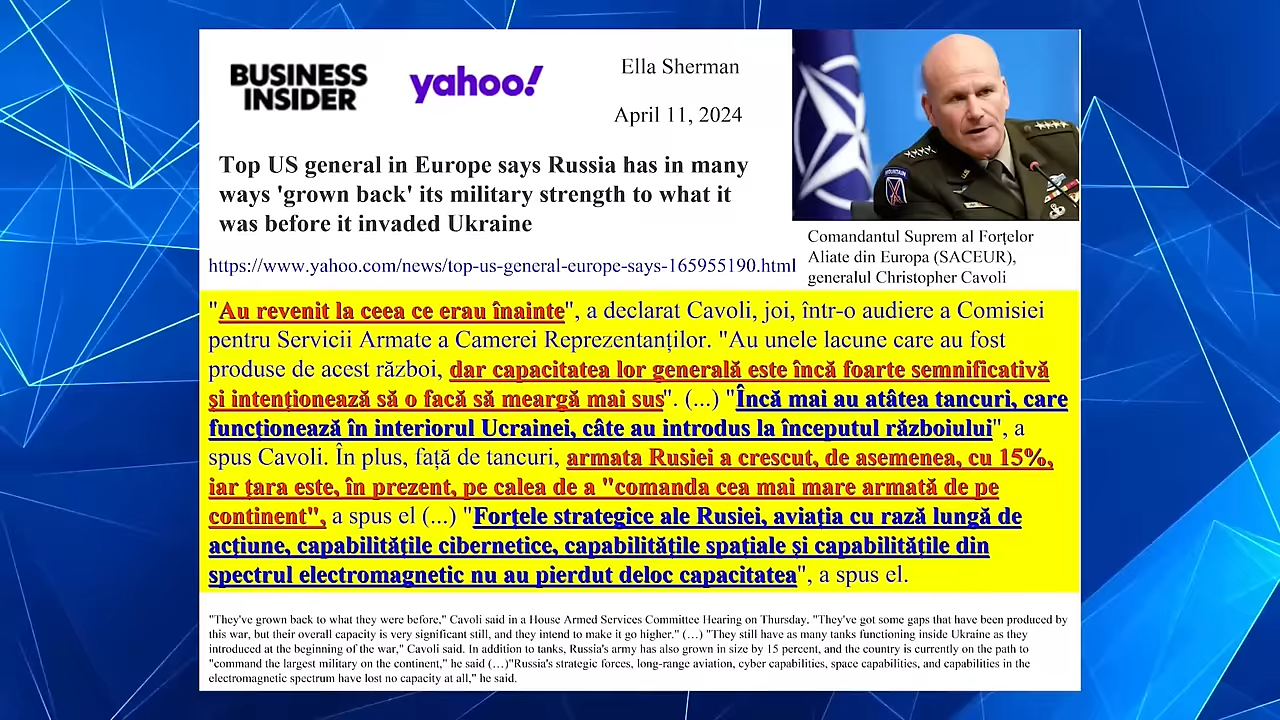 BUSINESS
INSIDER
yahoo!
Ella Sherman
April 11, 2024
Top US general in Europe says Russia has in many
ways 'grown back' its military strength to what it
was before it invaded Ukraine
https://www.yahoo.com/news/top-us-general-europe-says-165955190.html
MOUNTAIN
Comandantul Suprem al Forțelor
Aliate din Europa (SACEUR),
generalul Christopher Cavoli
"Au revenit la ceea ce erau înainte", a declarat Cavoli, joi, într-o audiere a Comisiei
pentru Servicii Armate a Camerei Reprezentanților. "Au unele lacune care au fost
produse de acest război, dar capacitatea lor generală este încă foarte semnificativă
și intenționează să o facă să meargă mai sus". (...) "Încă mai au atâtea tancuri, care
funcționează în interiorul Ucrainei, câte au introdus la începutul războiului", a
spus Cavoli. În plus, față de tancuri, armata Rusiei a crescut, de asemenea, cu 15%,
iar țara este, în prezent, pe calea de a "comanda cea mai mare armată de pe
continent", a spus el (...) "Forțele strategice ale Rusiei, aviația cu rază lungă de
acțiune, capabilitățile cibernetice, capabilitățile spațiale și capabilitățile din
spectrul electromagnetic nu au pierdut deloc capacitatea", a spus el.
"They've grown back to what they were before," Cavoli said in a House Armed Services Committee Hearing on Thursday. "They've got some gaps that have been produced by
this war, but their overall capacity is very significant still, and they intend to make it go higher." (…) "They still have as many tanks functioning inside Ukraine as they
introduced at the beginning of the war," Cavoli said. In addition to tanks, Russia's army has also grown in size by 15 percent, and the country is currently on the path to
"command the largest military on the continent," he said (…)"Russia's strategic forces, long-range aviation, cyber capabilities, space capabilities, and capabilities in the
electromagnetic spectrum have lost no capacity at all," he said.